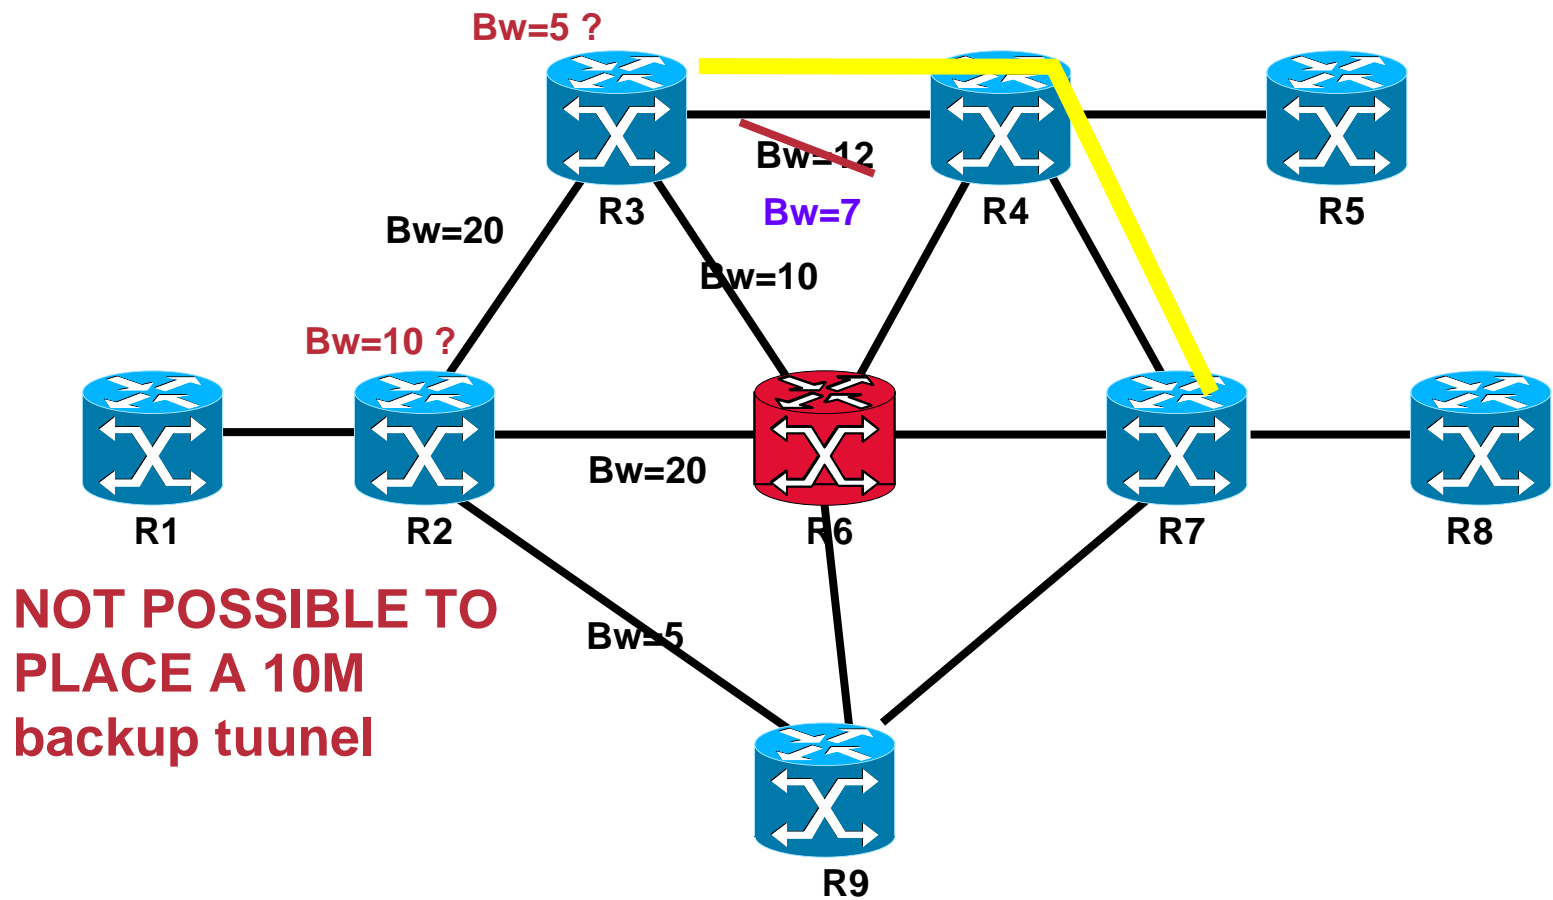 Bw=5 ?
Bw=12
R3
R4
R5
Bw=7
Bw=20
Bw=10
Bw=10 ?
Bw=20
R1
R2
R6
R7
R8
NOT POSSIBLE TO
PLACE A 10M
backup tuunel
Bw=5
R9